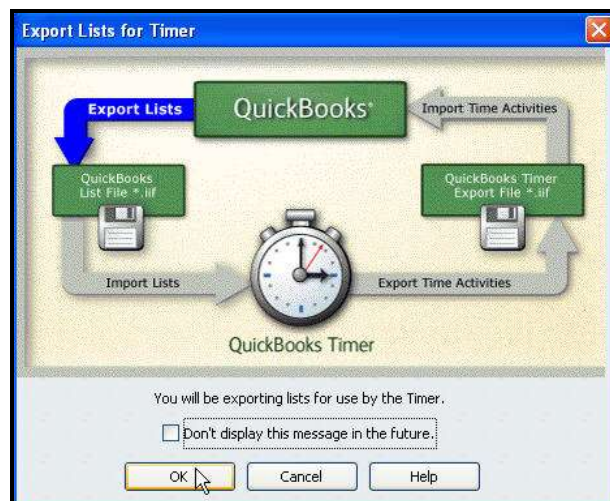 Export Lists for Timer
Export Lists
QuickBooks
Import Time Activities
QuickBooks
List File *.iif
QuickBooks Timer
Export File *.iif
Import Lists
Export Time Activities
QuickBooks Timer
You will be exporting lists for use by the Timer.
Don't display this message in the future.
OK
Cancel
Help